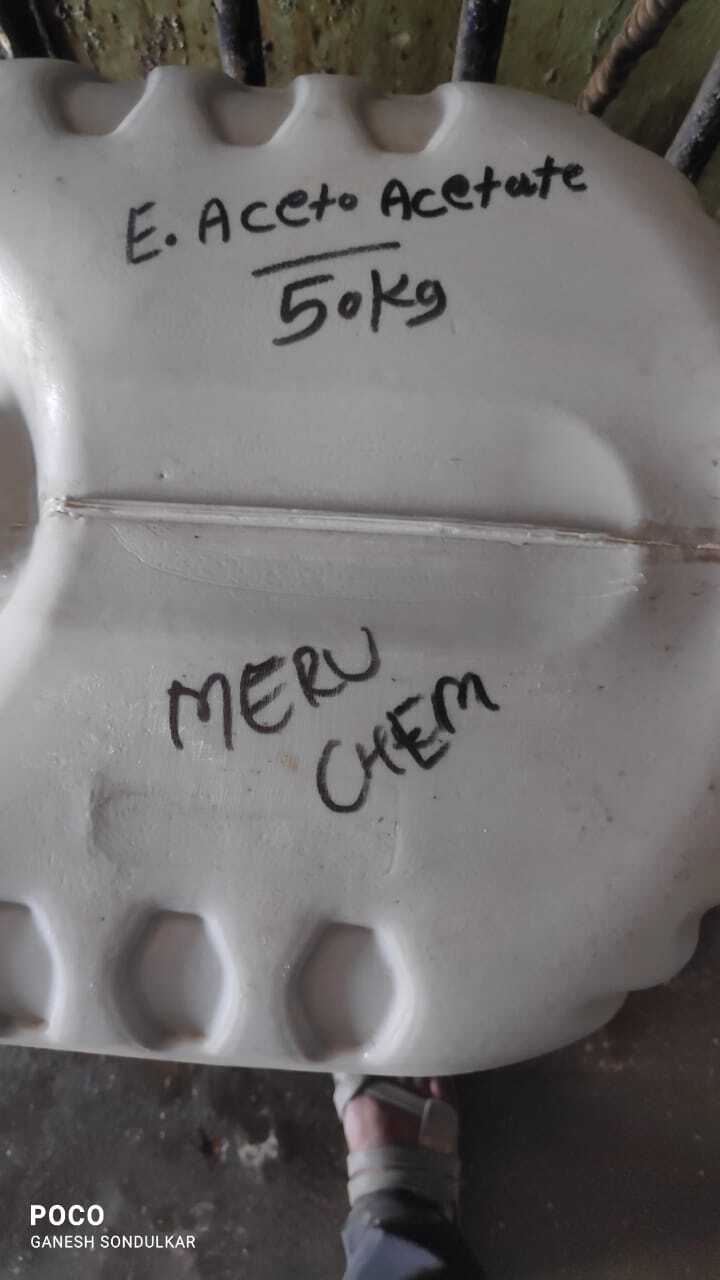 E. Aceto Acetate
50kg
MERU
CHEM
POCO
GANESH SONDULKAR